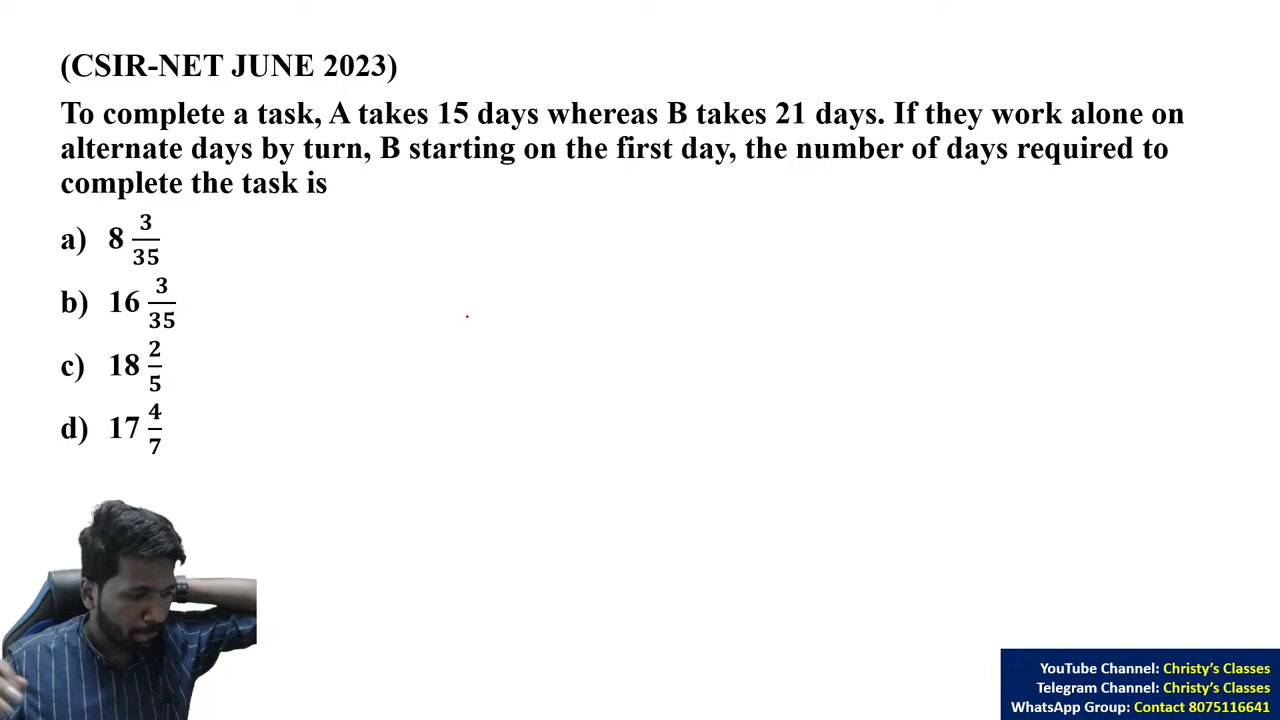 (CSIR-NET JUNE 2023)
To complete a task, A takes 15 days whereas B takes 21 days. If they work alone on
alternate days by turn, B starting on the first day, the number of days required to
complete the task is
a) 8 3/35
b) 16 3/35
c) 18 2/5
d) 17 4/7
YouTube Channel: Christy's Classes
Telegram Channel: Christy's Classes
WhatsApp Group: Contact 8075116641